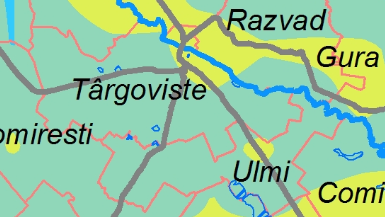 Razvad
Gura
Târgoviste
omiresti
Ulmi
Comi